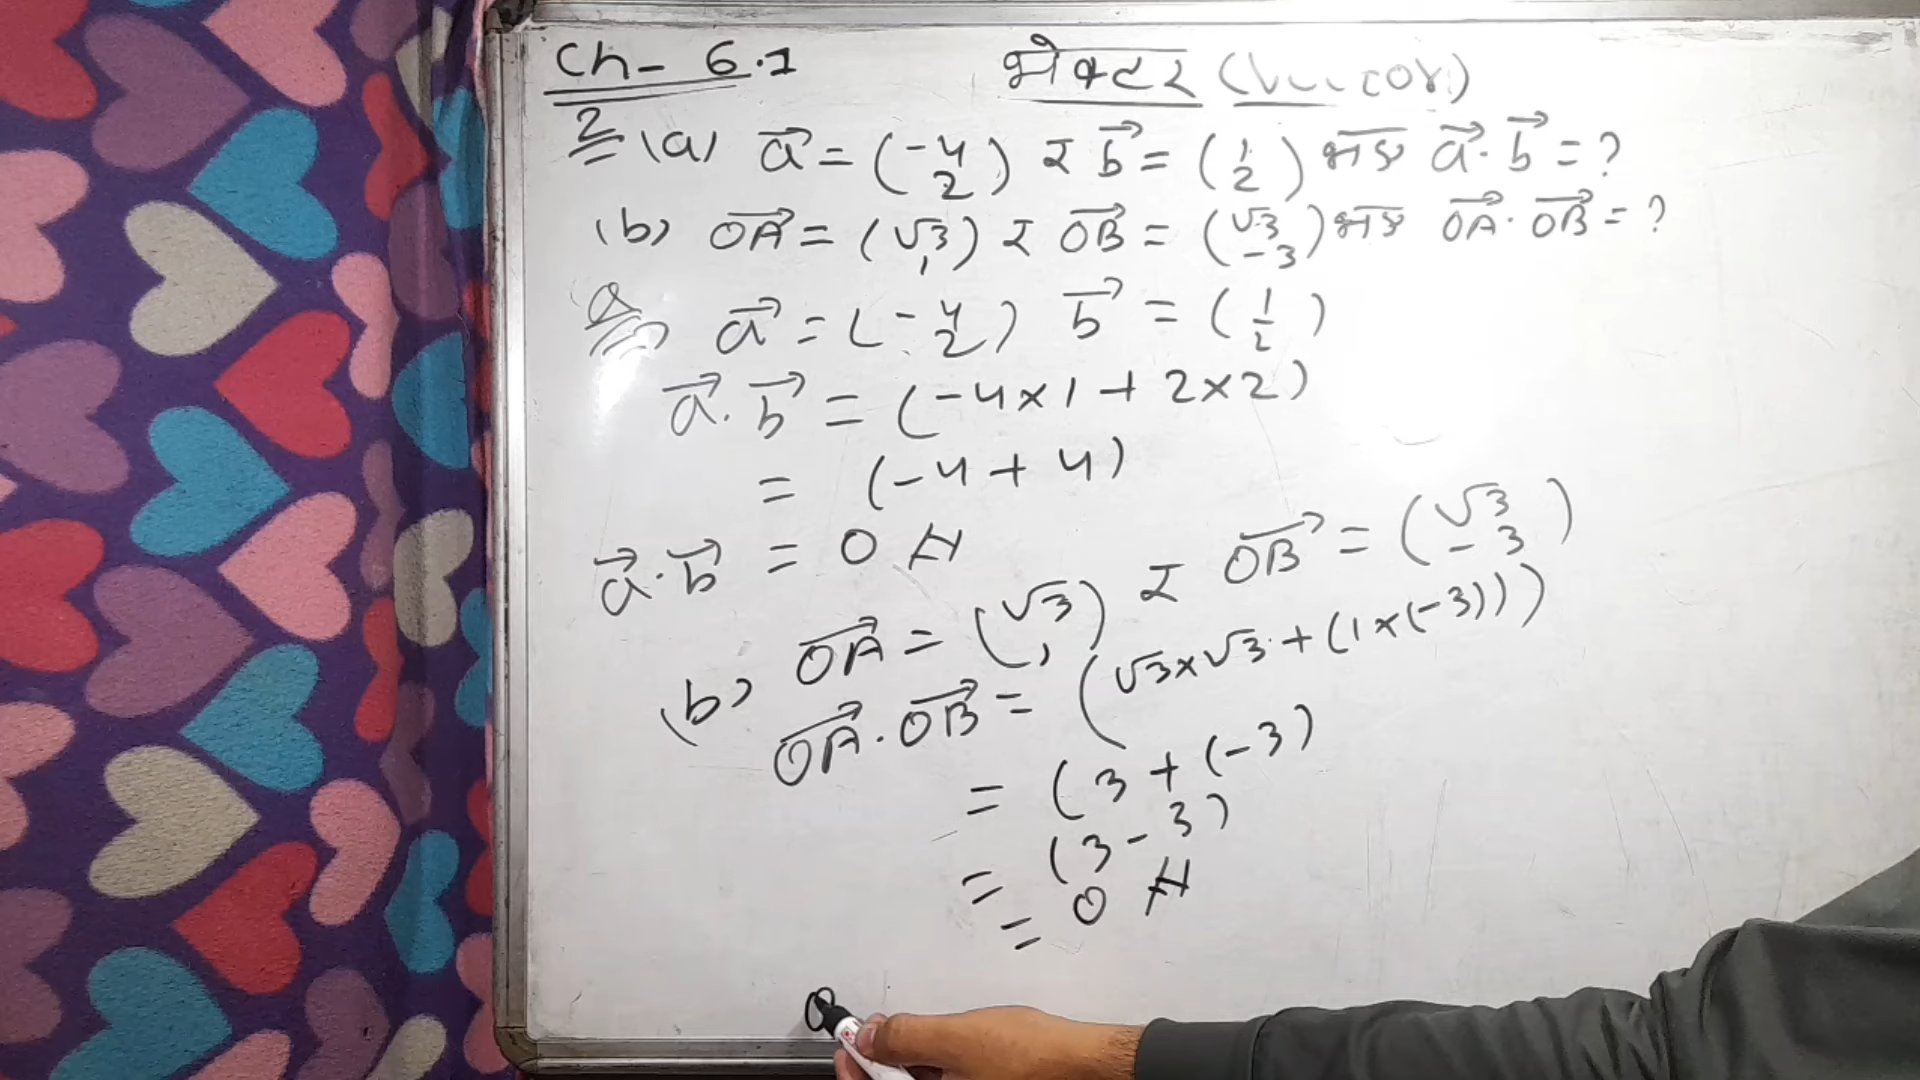 Ch- 6.1 भेक्टर (Vector)
2 (a) a⃗ = (-4 2) र b⃗ = (1 2) भए a⃗ · b⃗ = ?
(b) OA⃗ = (√3 1) र OB⃗ = (√3 -3) भए OA⃗ · OB⃗ = ?
a⃗ = (-4 2) b⃗ = (1 2)
a⃗ · b⃗ = (-4×1 + 2×2)
= (-4 + 4)
a⃗ · b⃗ = 0
(b) OA⃗ = (√3 1) र OB⃗ = (√3 -3)
OA⃗ · OB⃗ = (√3×√3 + (1×(-3)))
= (3 + (-3)
= (3 - 3)
= 0